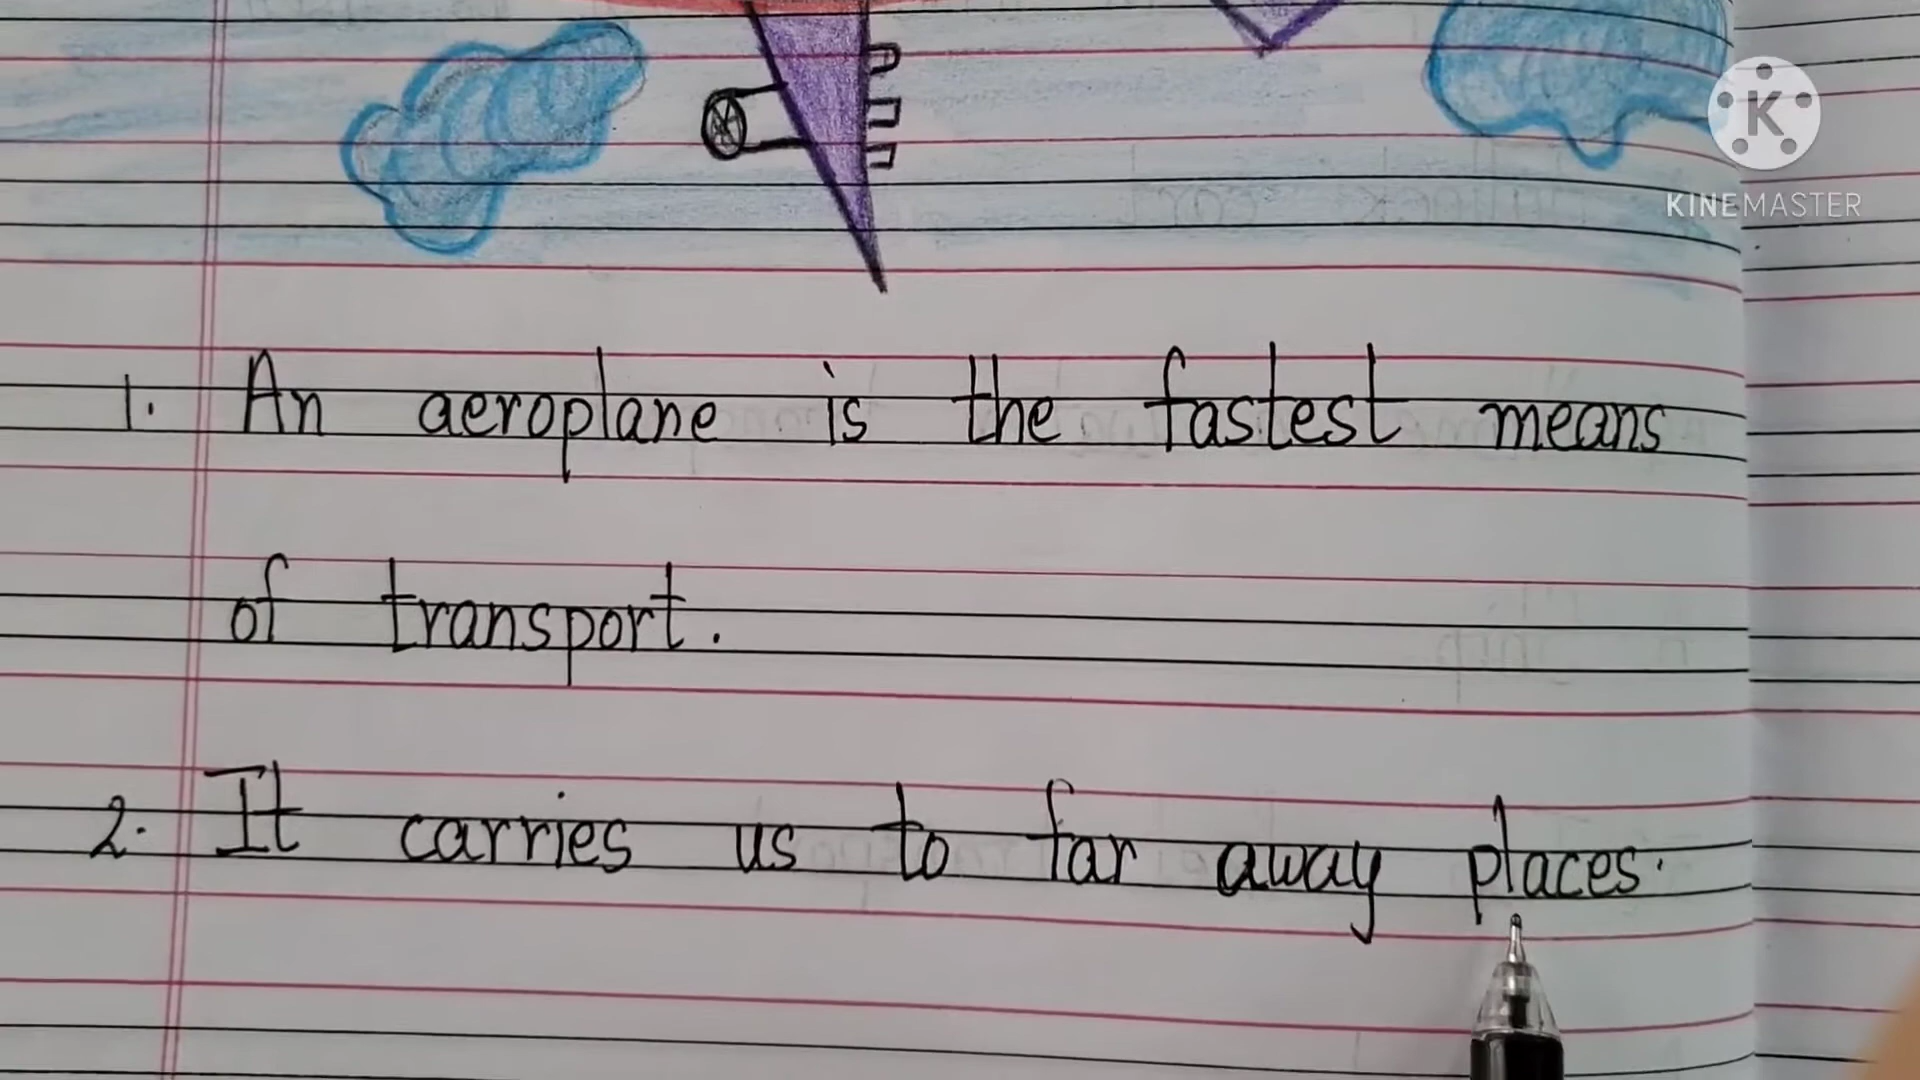 K
KINEMASTER
1. An aeroplane is the fastest means
of transport.
2. It carries us to far away places.